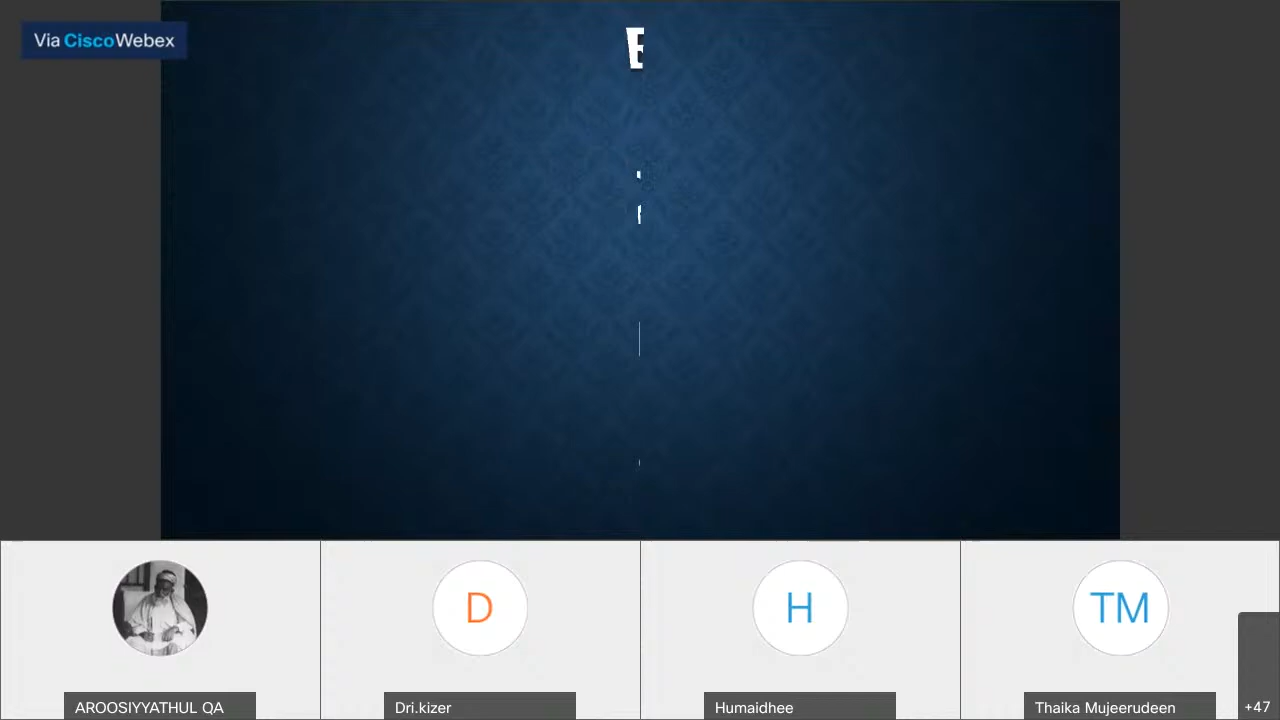 Via CiscoWebex
E
D
H
TM
AROOSIYYATHUL QA
Dri.kizer
Humaidhee
Thaika Mujeerudeen
+47